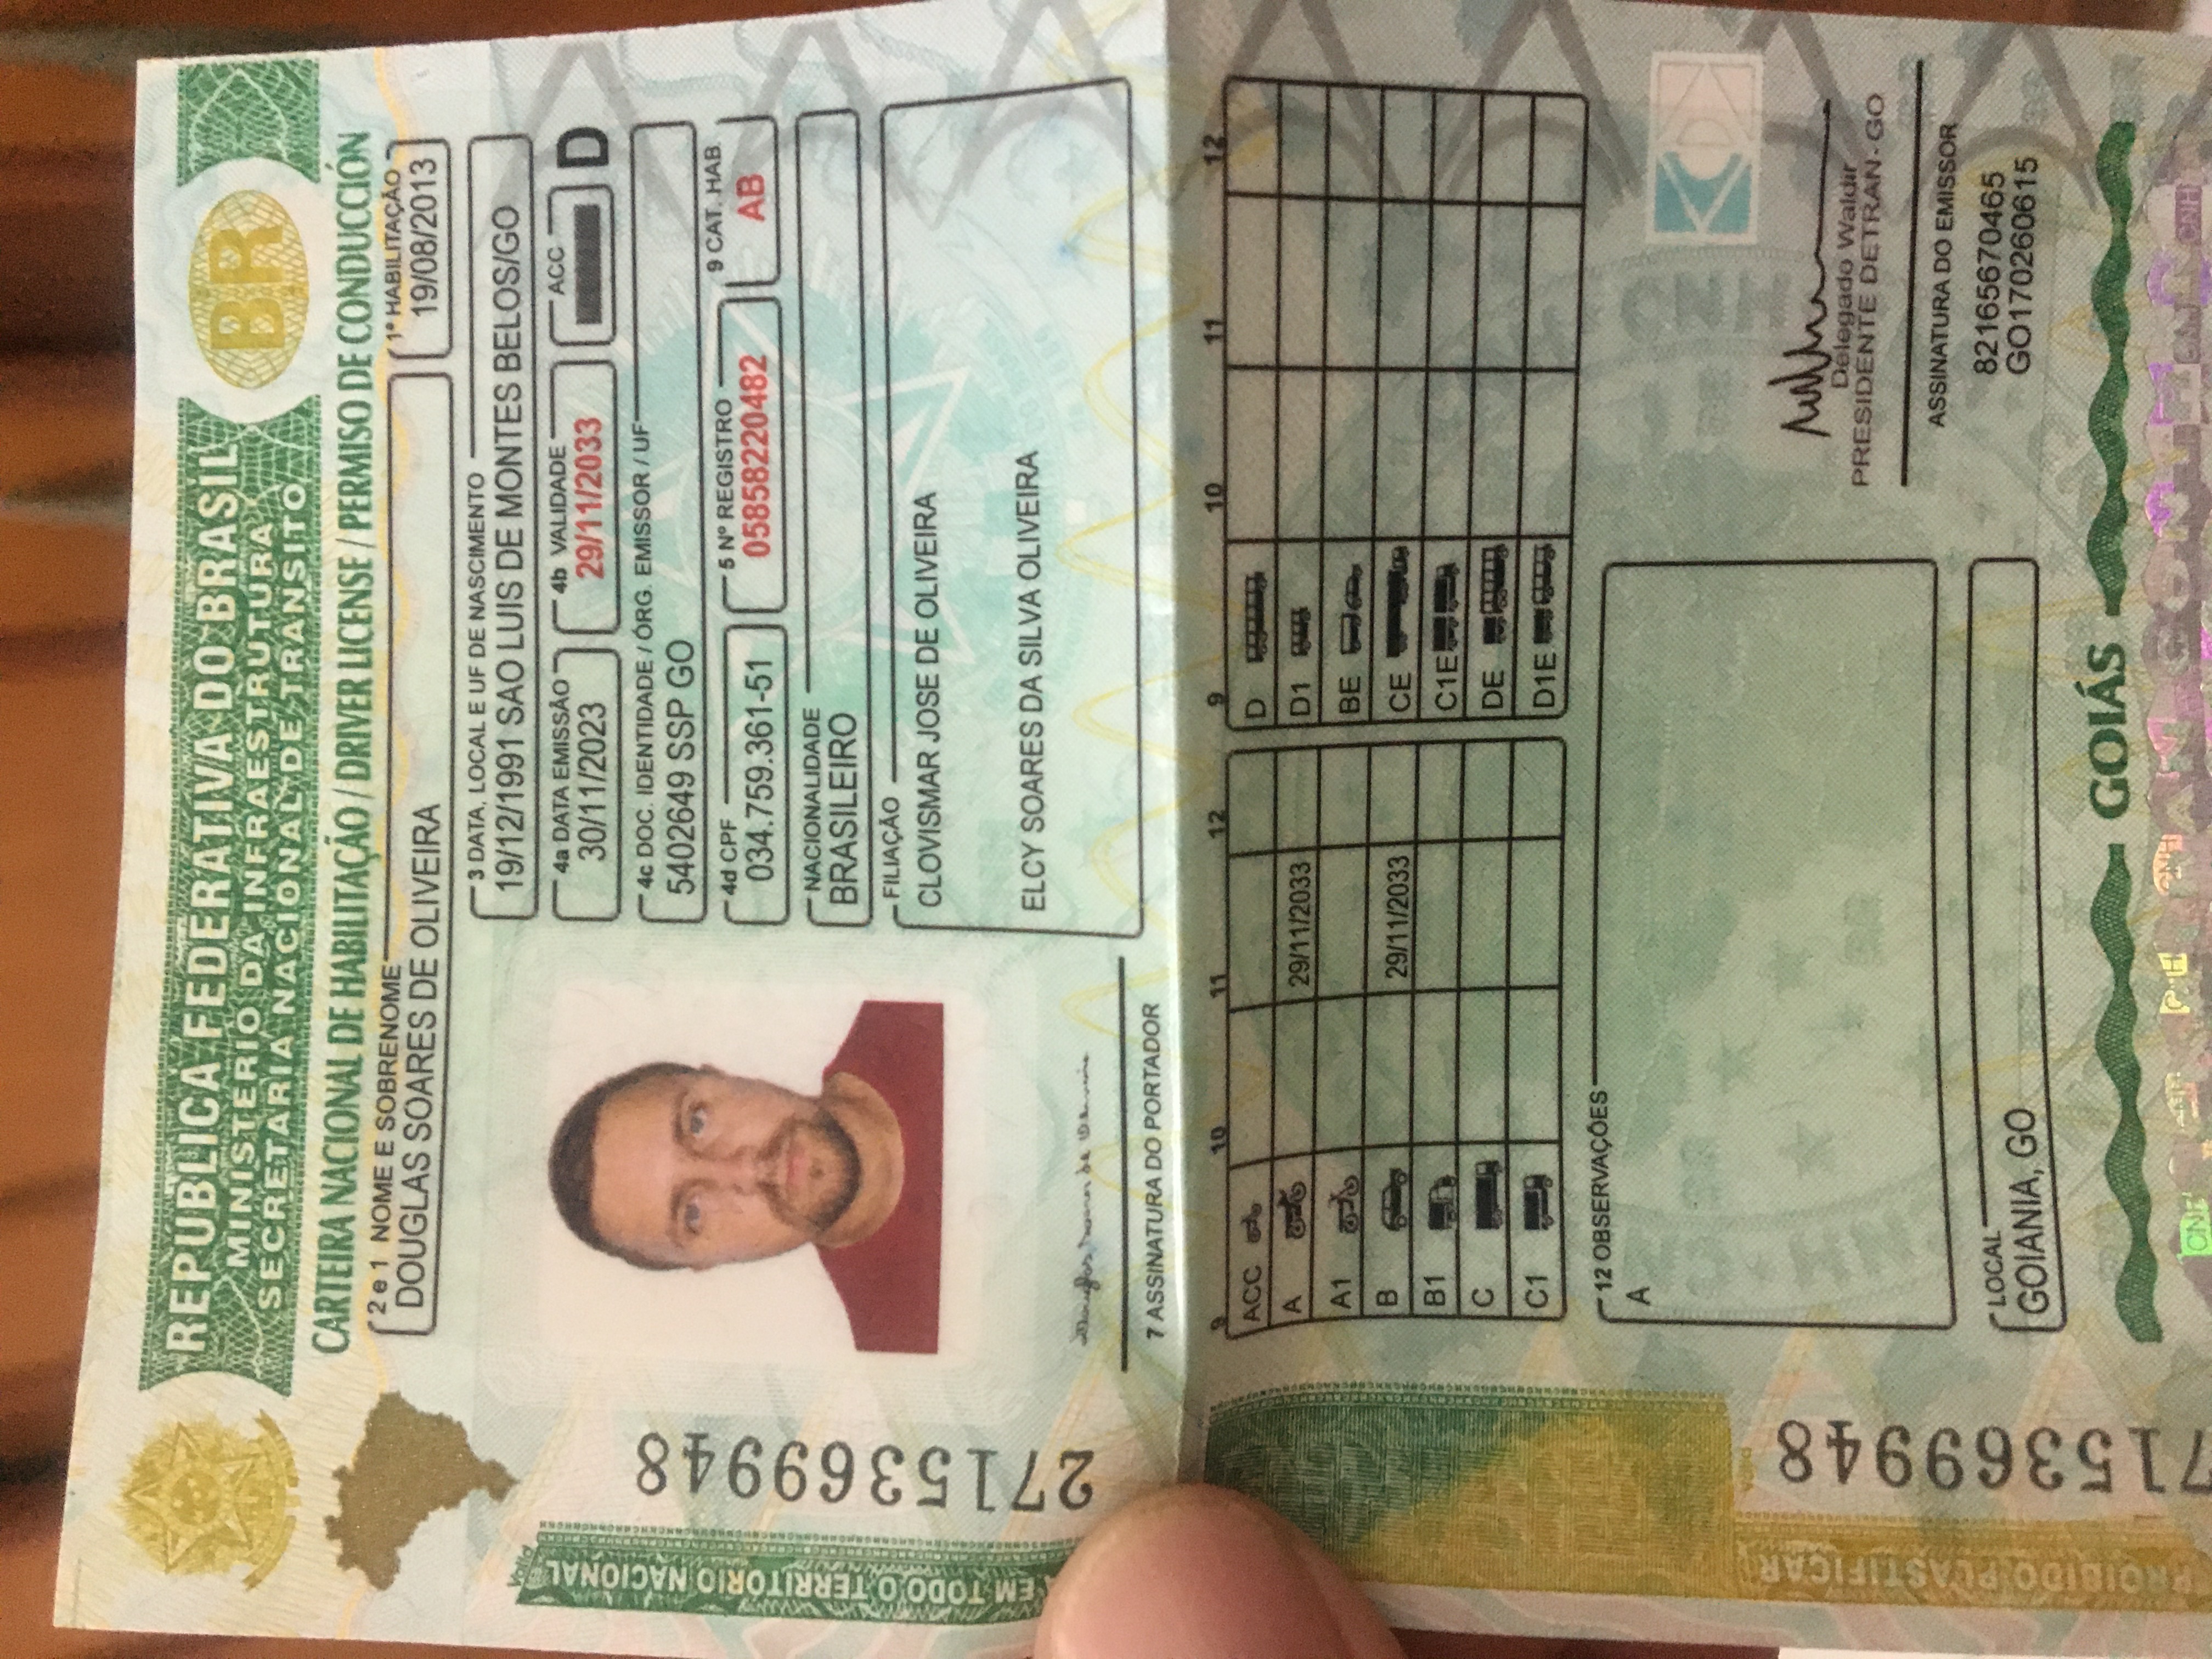 REPÚBLICA FEDERATIVA DO BRASIL
MINISTERIO DA INFRAESTRUTURA
SECRETARIA NACIONAL DE TRANSITO
BR
CARTEIRA NACIONAL DE HABILITAÇÃO / DRIVER LICENSE / PERMISO DE CONDUCCIÓN
2 e 1 NOME E SOBRENOME
DOUGLAS SOARES DE OLIVEIRA
1ª HABILITAÇÃO
19/08/2013
3 DATA, LOCAL E UF DE NASCIMENTO
19/12/1991 SAO LUIS DE MONTES BELOS/GO
4a DATA EMISSÃO
30/11/2023
4b VALIDADE
29/11/2033
ACC
D
4c DOC. IDENTIDADE / ÓRG. EMISSOR / UF
5402649 SSP GO
4d CPF
034.759.361-51
5 Nº REGISTRO
05858220482
9 CAT. HAB.
AB
NACIONALIDADE
BRASILEIRO
FILIAÇÃO
CLOVISMAR JOSE DE OLIVEIRA
ELCY SOARES DA SILVA OLIVEIRA
Douglas Soares de Oliveira
7 ASSINATURA DO PORTADOR
EM TODO O TERRITORIO NACIONAL
2715369948
9 10 11 12
ACC
A 29/11/2033
A1
B 29/11/2033
B1
C
C1
9 10 11 12
D
D1
BE
CE
C1E
DE
D1E
12 OBSERVAÇÕES
A
Delegado Waldir
PRESIDENTE DETRAN-GO
ASSINATURA DO EMISSOR
82165670465
GO170260615
LOCAL
GOIANIA, GO
PROIBIDO PLASTIFICAR
715369948
GOIÁS
CNH CNH CNH CNH CNH